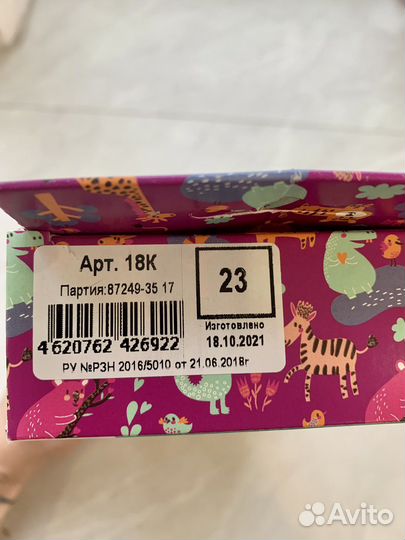 Арт. 18К
Партия:87249-35 17
23
Изготовлено
18.10.2021
4 620762 426922
РУ №РЗН 2016/5010 от 21.06.2018г
Avito